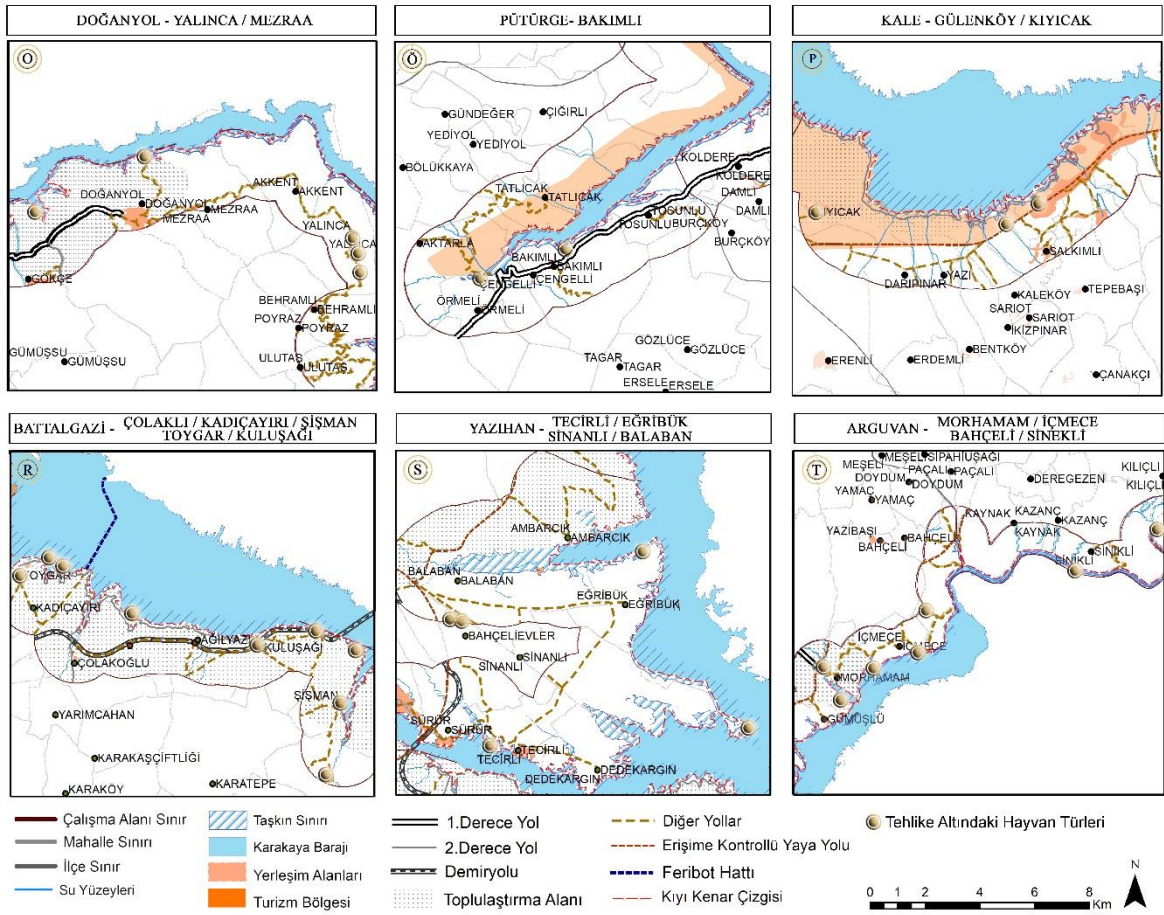 DOĞANYOL - YALINCA / MEZRAA
O
DOĞANYOL
DOĞANYOL
MEZRAA
MEZRAA
AKKENT
AKKENT
YALINCA
YALINCA
GÖKÇE
BEHRAMLI
BEHRAMLI
POYRAZ
POYRAZ
GÜMÜŞSU
GÜMÜŞSU
ULUTAŞ
ULUTAŞ
PÜTÜRGE- BAKIMLI
Ö
GÜNDEĞER
ÇIĞIRLI
YEDİYOL
YEDİYOL
BÖLÜKKAYA
KOLDERE
KOLDERE
TATLICAK
TATLICAK
DAMLI
DAMLI
TOSUNLU
TOSUNLU
BURÇKÖY
BURÇKÖY
AKTARLA
BAKIMLI
BAKIMLI
ÇENGELLİ
ÇENGELLİ
ÖRMELİ
ÖRMELİ
GÖZLÜCE
GÖZLÜCE
TAGAR
TAGAR
ERSELE
ERSELE
KALE - GÜLENKÖY / KIYICAK
P
IYICAK
SALKIMLI
DARIPINAR
YAZI
TEPEBAŞI
KALEKÖY
SARIOT
SARIOT
İKİZPINAR
BENTKÖY
ERENLİ
ERDEMLİ
ÇANAKÇI
BATTALGAZİ - ÇOLAKLI / KADIÇAYIRI / ŞİŞMAN
TOYGAR / KULUŞAĞI
R
OYGAR
KADIÇAYIRI
AĞILYAZI
KULUŞAĞI
ÇOLAKOĞLU
ŞİŞMAN
YARIMCAHAN
KARAKAŞÇİFTLİĞİ
KARATEPE
KARAKÖY
YAZIHAN - TECİRLİ / EĞRİBÜK
SİNANLI / BALABAN
S
AMBARCIK
AMBARCIK
BALABAN
BALABAN
EĞRİBÜK
EĞRİBÜK
BAHÇELİEVLER
SİNANLI
SİNANLI
SÜRÜR
SÜRÜR
TECİRLİ
TECİRLİ
DEDEKARGIN
DEDEKARGIN
ARGUVAN - MORHAMAM / İÇMECE
BAHÇELİ / SİNEKLİ
T
MEŞELİ
MEŞELİ
SİPAHİUŞAĞI
PAÇALI
PAÇALI
DOYDUM
DOYDUM
DEREGEZEN
KILIÇLI
KILIÇLI
YAMAÇ
YAMAÇ
KAYNAK
KAYNAK
KAZANÇ
KAZANÇ
YAZIBAŞI
BAHÇELİ
BAHÇELİ
SİNİKLİ
SİNİKLİ
İÇMECE
İÇMECE
MORHAMAM
GÜMÜŞLÜ
Çalışma Alanı Sınır
Mahalle Sınırı
İlçe Sınır
Su Yüzeyleri
Taşkın Sınırı
Karakaya Barajı
Yerleşim Alanları
Turizm Bölgesi
1.Derece Yol
2.Derece Yol
Demiryolu
Toplulaştırma Alanı
Diğer Yollar
Erişime Kontrollü Yaya Yolu
Feribot Hattı
Kıyı Kenar Çizgisi
Tehlike Altındaki Hayvan Türleri
0 1 2 4 6 8
Km
N